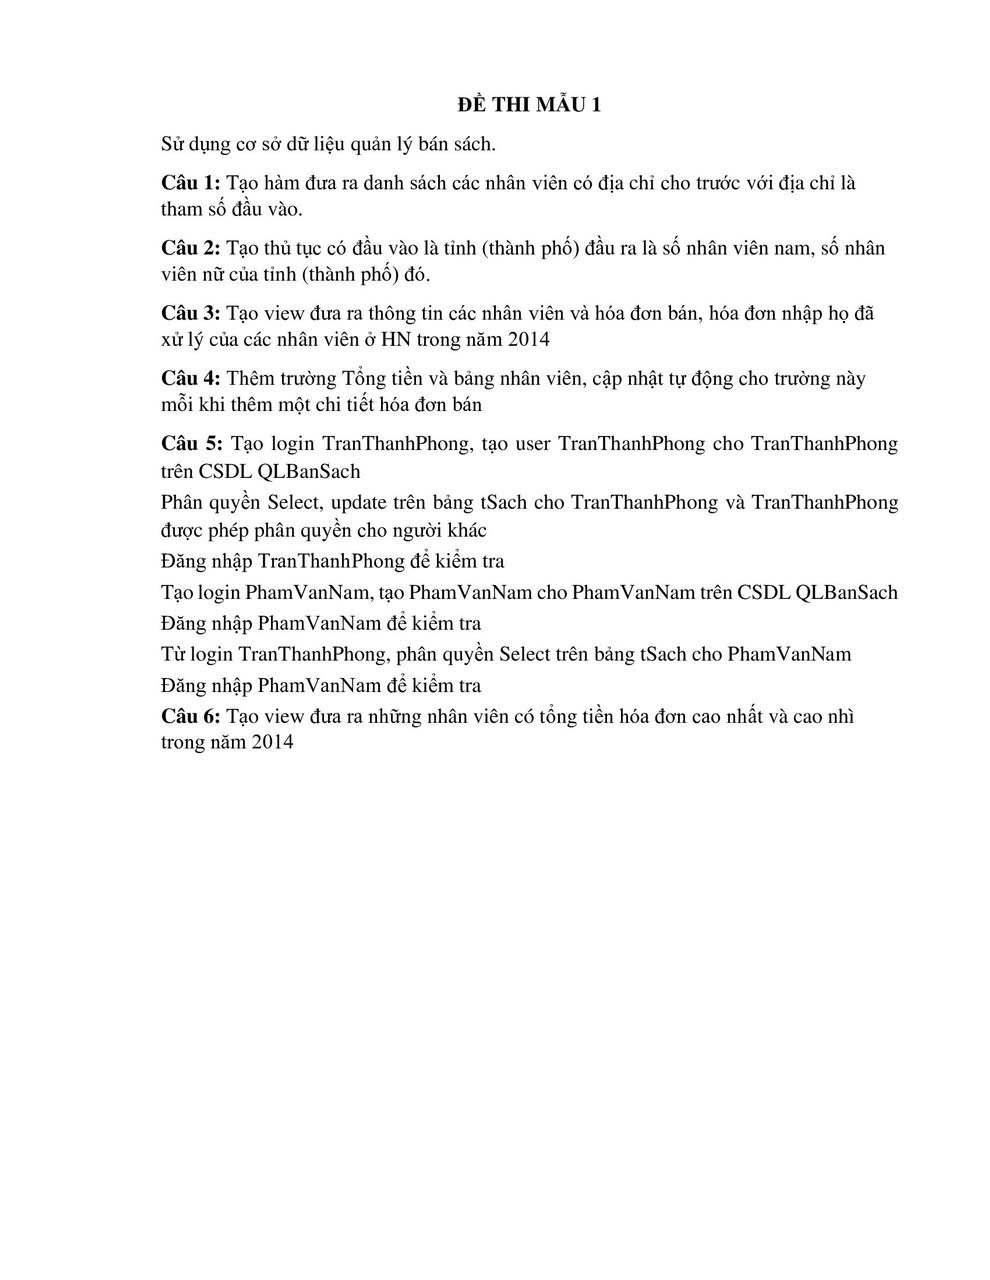 ĐỀ THI MẪU 1
Sử dụng cơ sở dữ liệu quản lý bán sách.
Câu 1: Tạo hàm đưa ra danh sách các nhân viên có địa chỉ cho trước với địa chỉ là
tham số đầu vào.
Câu 2: Tạo thủ tục có đầu vào là tỉnh (thành phố) đầu ra là số nhân viên nam, số nhân
viên nữ của tỉnh (thành phố) đó.
Câu 3: Tạo view đưa ra thông tin các nhân viên và hóa đơn bán, hóa đơn nhập họ đã
xử lý của các nhân viên ở HN trong năm 2014
Câu 4: Thêm trường Tổng tiền và bảng nhân viên, cập nhật tự động cho trường này
mỗi khi thêm một chi tiết hóa đơn bán
Câu 5: Tạo login TranThanhPhong, tạo user TranThanhPhong cho TranThanhPhong
trên CSDL QLBanSach
Phân quyền Select, update trên bảng tSach cho TranThanhPhong và TranThanhPhong
được phép phân quyền cho người khác
Đăng nhập TranThanhPhong để kiểm tra
Tạo login PhamVanNam, tạo PhamVanNam cho PhamVanNam trên CSDL QLBanSach
Đăng nhập PhamVanNam để kiểm tra
Từ login TranThanhPhong, phân quyền Select trên bảng tSach cho PhamVanNam
Đăng nhập PhamVanNam để kiểm tra
Câu 6: Tạo view đưa ra những nhân viên có tổng tiền hóa đơn cao nhất và cao nhì
trong năm 2014